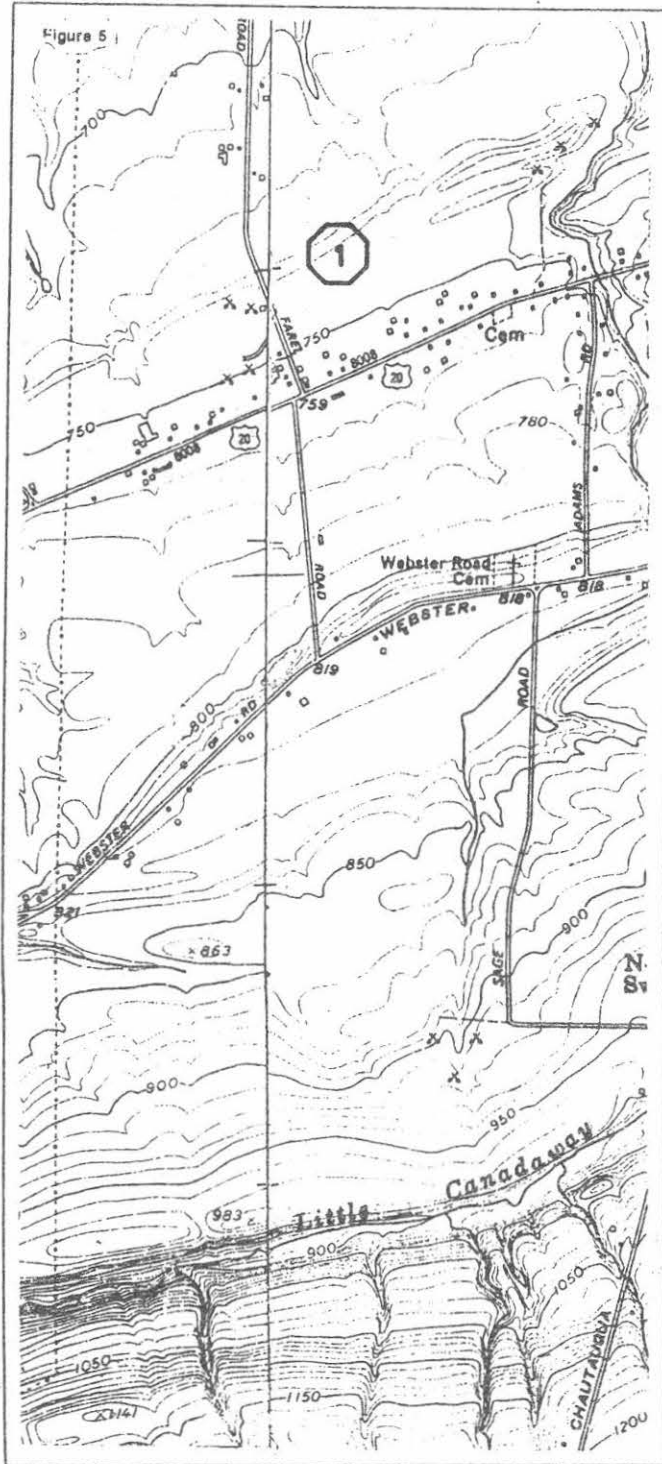 Figure 5
ROAD
700
1
FAREL
750
Cem
8008
20
RD
759
780
750
20
8008
ADAMS
Webster Road
Cem
ROAD
818
818
WEBSTER
819
800
RD
ROAD
WEBSTER
850
821
863
900
SAGE
N
900
950
Canadaway
983
Little
900
1050
1050
CHAUTAUQUA
1150
1141
1200